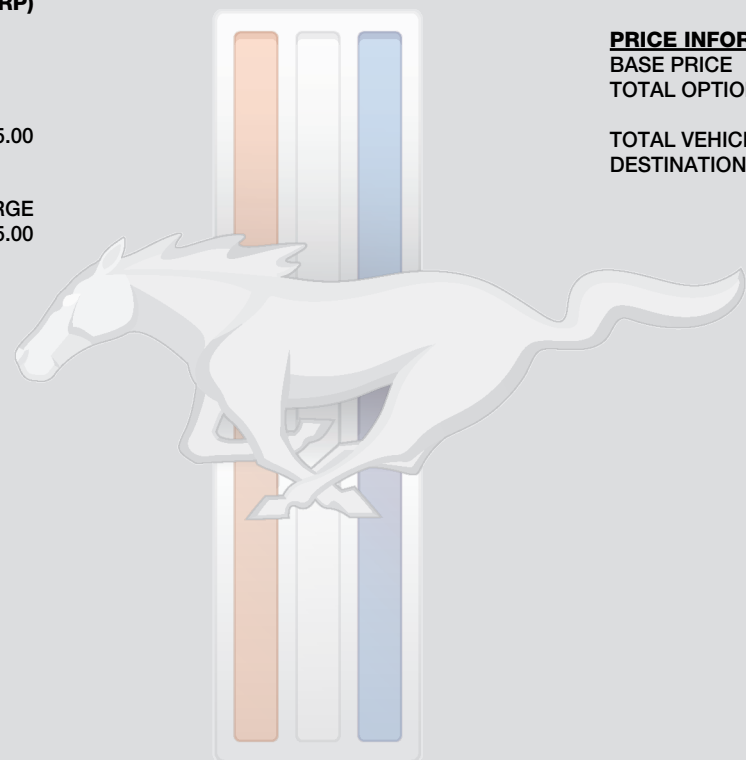 RP)
5.00
RGE
5.00
PRICE INFOR
BASE PRICE
TOTAL OPTIO
TOTAL VEHICL
DESTINATION